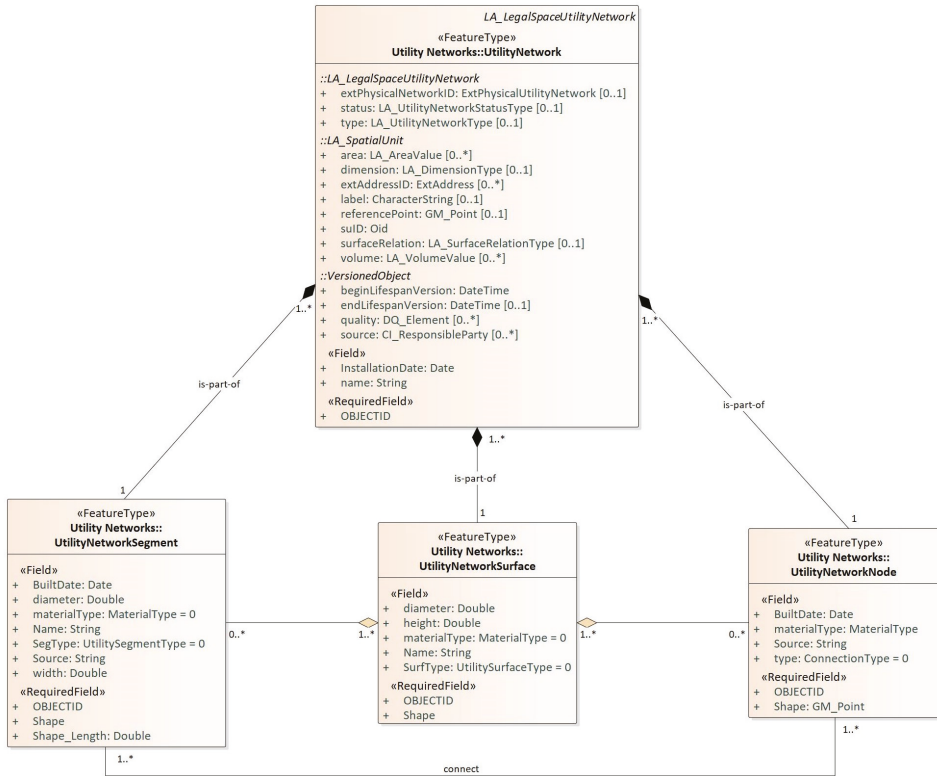 LA_LegalSpaceUtilityNetwork
«FeatureType»
Utility Networks::UtilityNetwork
::LA_LegalSpaceUtilityNetwork
+ extPhysicalNetworkID: ExtPhysicalUtilityNetwork [0..1]
+ status: LA_UtilityNetworkStatusType [0..1]
+ type: LA_UtilityNetworkType [0..1]
::LA_SpatialUnit
+ area: LA_AreaValue [0..*]
+ dimension: LA_DimensionType [0..1]
+ extAddressID: ExtAddress [0..*]
+ label: CharacterString [0..1]
+ referencePoint: GM_Point [0..1]
+ suID: Oid
+ surfaceRelation: LA_SurfaceRelationType [0..1]
+ volume: LA_VolumeValue [0..*]
::VersionedObject
+ beginLifespanVersion: DateTime
+ endLifespanVersion: DateTime [0..1]
+ quality: DQ_Element [0..*]
+ source: CI_ResponsibleParty [0..*]
«Field»
+ InstallationDate: Date
+ name: String
«RequiredField»
+ OBJECTID
1..*
1..*
1..*
is-part-of
is-part-of
is-part-of
1
1
1
«FeatureType»
Utility Networks::
UtilityNetworkSegment
«Field»
+ BuiltDate: Date
+ diameter: Double
+ materialType: MaterialType = 0
+ Name: String
+ SegType: UtilitySegmentType = 0
+ Source: String
+ width: Double
«RequiredField»
+ OBJECTID
+ Shape
+ Shape_Length: Double
0..*
1..*
«FeatureType»
Utility Networks::
UtilityNetworkSurface
«Field»
+ diameter: Double
+ height: Double
+ materialType: MaterialType = 0
+ Name: String
+ SurfType: UtilitySurfaceType = 0
«RequiredField»
+ OBJECTID
+ Shape
1..*
0..*
«FeatureType»
Utility Networks::
UtilityNetworkNode
«Field»
+ BuiltDate: Date
+ materialType: MaterialType
+ Source: String
+ type: ConnectionType = 0
«RequiredField»
+ OBJECTID
+ Shape: GM_Point
1..*
1..*
connect